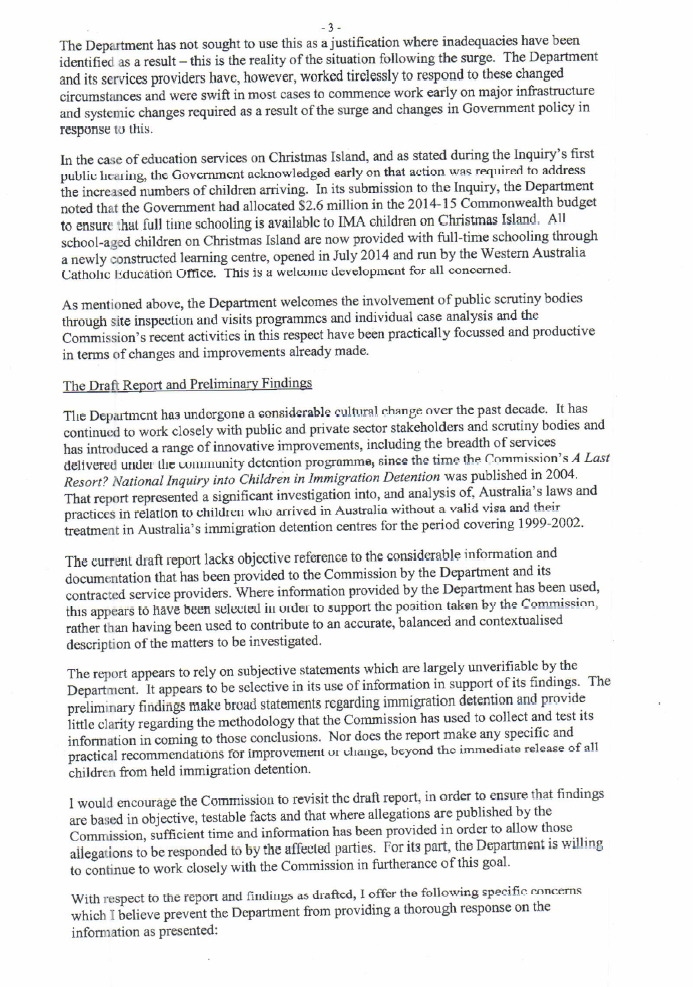 - 3 -
The Department has not sought to use this as a justification where inadequacies have been
identified as a result – this is the reality of the situation following the surge. The Department
and its services providers have, however, worked tirelessly to respond to these changed
circumstances and were swift in most cases to commence work early on major infrastructure
and systemic changes required as a result of the surge and changes in Government policy in
response to this.
In the case of education services on Christmas Island, and as stated during the Inquiry's first
public hearing, the Government acknowledged early on that action was required to address
the increased numbers of children arriving. In its submission to the Inquiry, the Department
noted that the Government had allocated $2.6 million in the 2014-15 Commonwealth budget
to ensure that full time schooling is available to IMA children on Christmas Island. All
school-aged children on Christmas Island are now provided with full-time schooling through
a newly constructed learning centre, opened in July 2014 and run by the Western Australia
Catholic Education Office. This is a welcome development for all concerned.
As mentioned above, the Department welcomes the involvement of public scrutiny bodies
through site inspection and visits programmes and individual case analysis and the
Commission's recent activities in this respect have been practically focussed and productive
in terms of changes and improvements already made.
The Draft Report and Preliminary Findings
The Department has undergone a considerable cultural change over the past decade. It has
continued to work closely with public and private sector stakeholders and scrutiny bodies and
has introduced a range of innovative improvements, including the breadth of services
delivered under the community detention programme, since the time the Commission's A Last
Resort? National Inquiry into Children in Immigration Detention was published in 2004.
That report represented a significant investigation into, and analysis of, Australia's laws and
practices in relation to children who arrived in Australia without a valid visa and their
treatment in Australia's immigration detention centres for the period covering 1999-2002.
The current draft report lacks objective reference to the considerable information and
documentation that has been provided to the Commission by the Department and its
contracted service providers. Where information provided by the Department has been used,
this appears to have been selected in order to support the position taken by the Commission,
rather than having been used to contribute to an accurate, balanced and contextualised
description of the matters to be investigated.
The report appears to rely on subjective statements which are largely unverifiable by the
Department. It appears to be selective in its use of information in support of its findings. The
preliminary findings make broad statements regarding immigration detention and provide
little clarity regarding the methodology that the Commission has used to collect and test its
information in coming to those conclusions. Nor does the report make any specific and
practical recommendations for improvement or change, beyond the immediate release of all
children from held immigration detention.
I would encourage the Commission to revisit the draft report, in order to ensure that findings
are based in objective, testable facts and that where allegations are published by the
Commission, sufficient time and information has been provided in order to allow those
allegations to be responded to by the affected parties. For its part, the Department is willing
to continue to work closely with the Commission in furtherance of this goal.
With respect to the report and findings as drafted, I offer the following specific concerns
which I believe prevent the Department from providing a thorough response on the
information as presented: